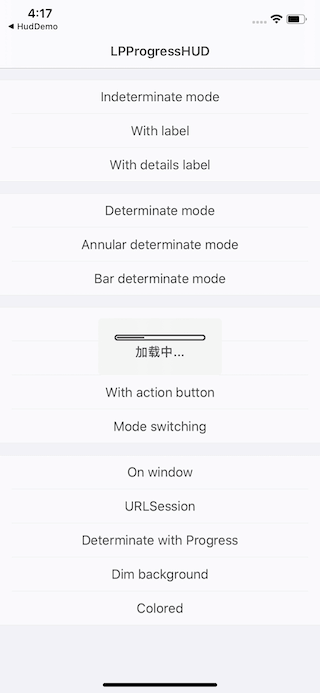 4:17
◀ HudDemo
LPProgressHUD
Indeterminate mode
With label
With details label
Determinate mode
Annular determinate mode
Bar determinate mode
加载中...
With action button
Mode switching
On window
URLSession
Determinate with Progress
Dim background
Colored